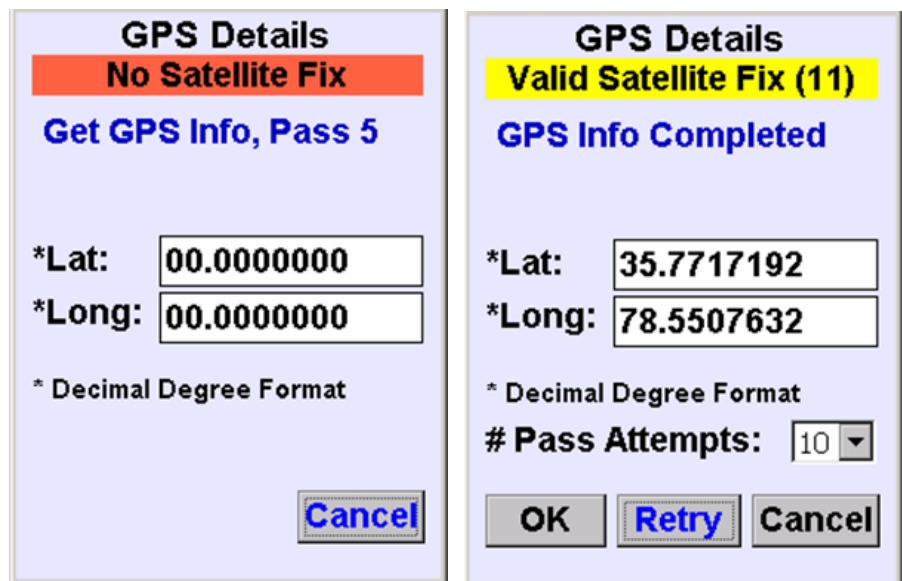 GPS Details
No Satellite Fix
Get GPS Info, Pass 5
*Lat: 00.0000000
*Long: 00.0000000
* Decimal Degree Format
Cancel
GPS Details
Valid Satellite Fix (11)
GPS Info Completed
*Lat: 35.7717192
*Long: 78.5507632
* Decimal Degree Format
# Pass Attempts: 10
OK Retry Cancel